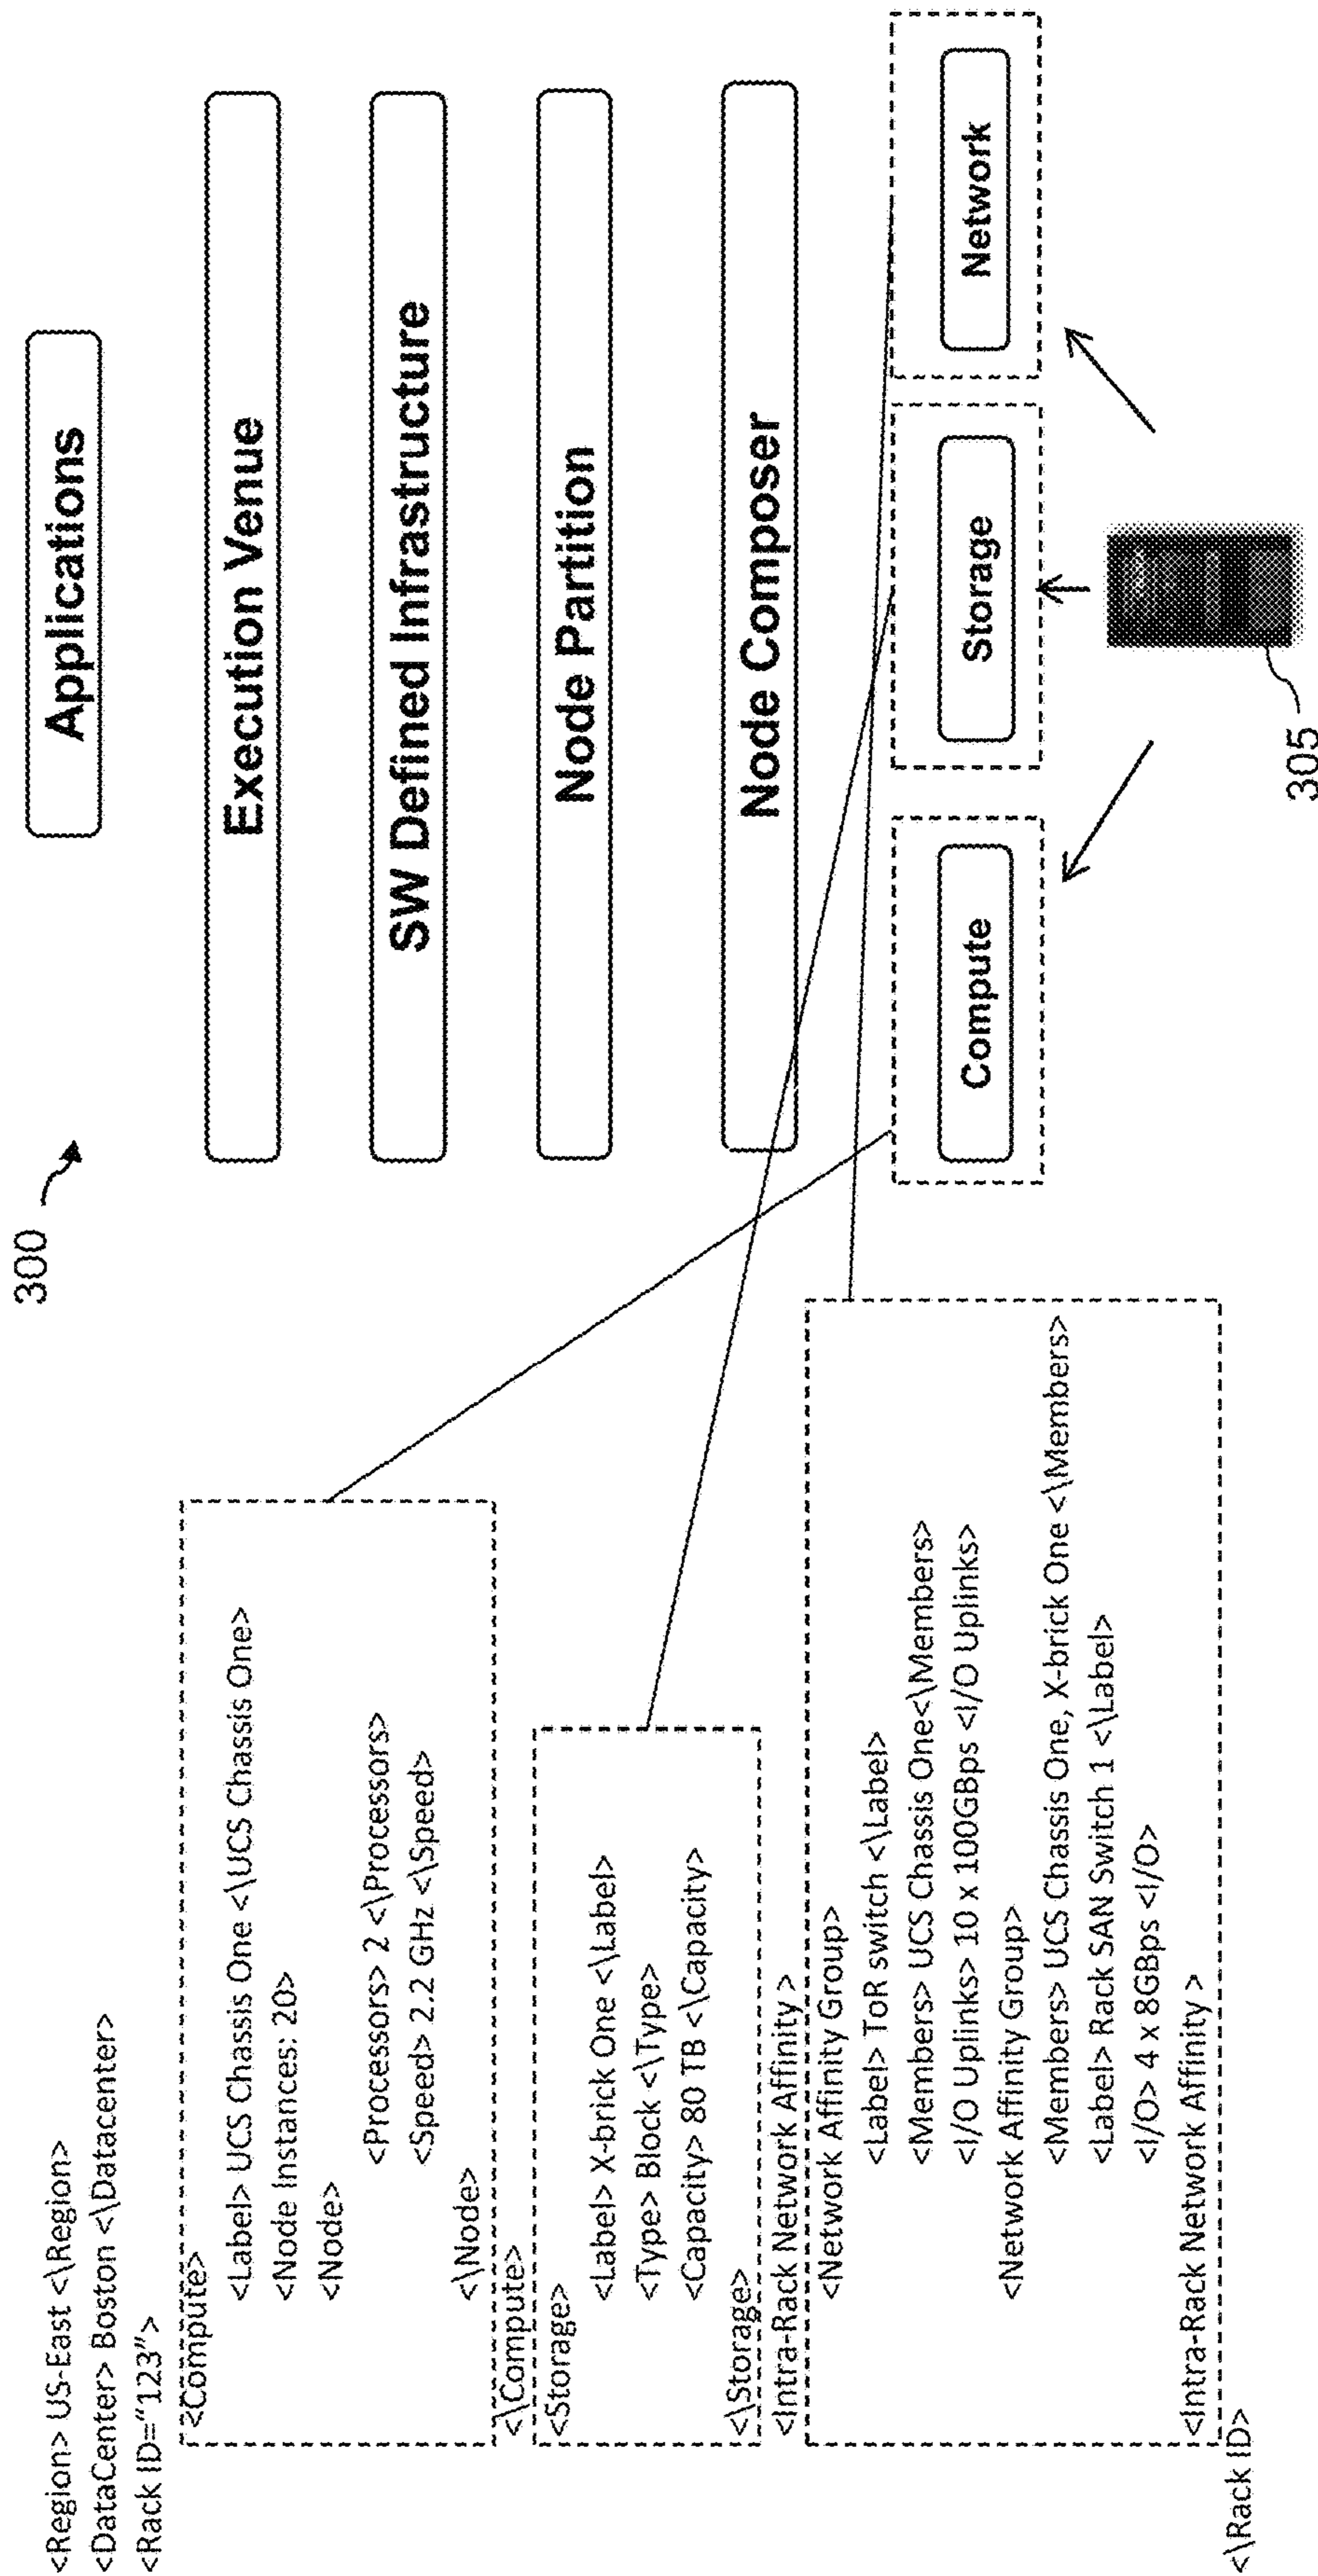 <Region> US-East <\Region>
<DataCenter> Boston <\Datacenter>
<Rack ID="123">
<Compute>
<Label> UCS Chassis One <\UCS Chassis One>
<Node Instances: 20>
<Node>
<Processors> 2 <\Processors>
<Speed> 2.2 GHz <\Speed>
<\Node>
<\Compute>
<Storage>
<Label> X-brick One <\Label>
<Type> Block <\Type>
<Capacity> 80 TB <\Capacity>
<\Storage>
<Intra-Rack Network Affinity >
<Network Affinity Group>
<Label> ToR switch <\Label>
<Members> UCS Chassis One<\Members>
<I/O Uplinks> 10 x 100GBps <I/O Uplinks>
<Network Affinity Group>
<Members> UCS Chassis One, X-brick One <\Members>
<Label> Rack SAN Switch 1 <\Label>
<I/O> 4 x 8GBps <I/O>
<Intra-Rack Network Affinity >
<\Rack ID>
300
Applications
Execution Venue
SW Defined Infrastructure
Node Partition
Node Composer
Compute
Storage
Network
305